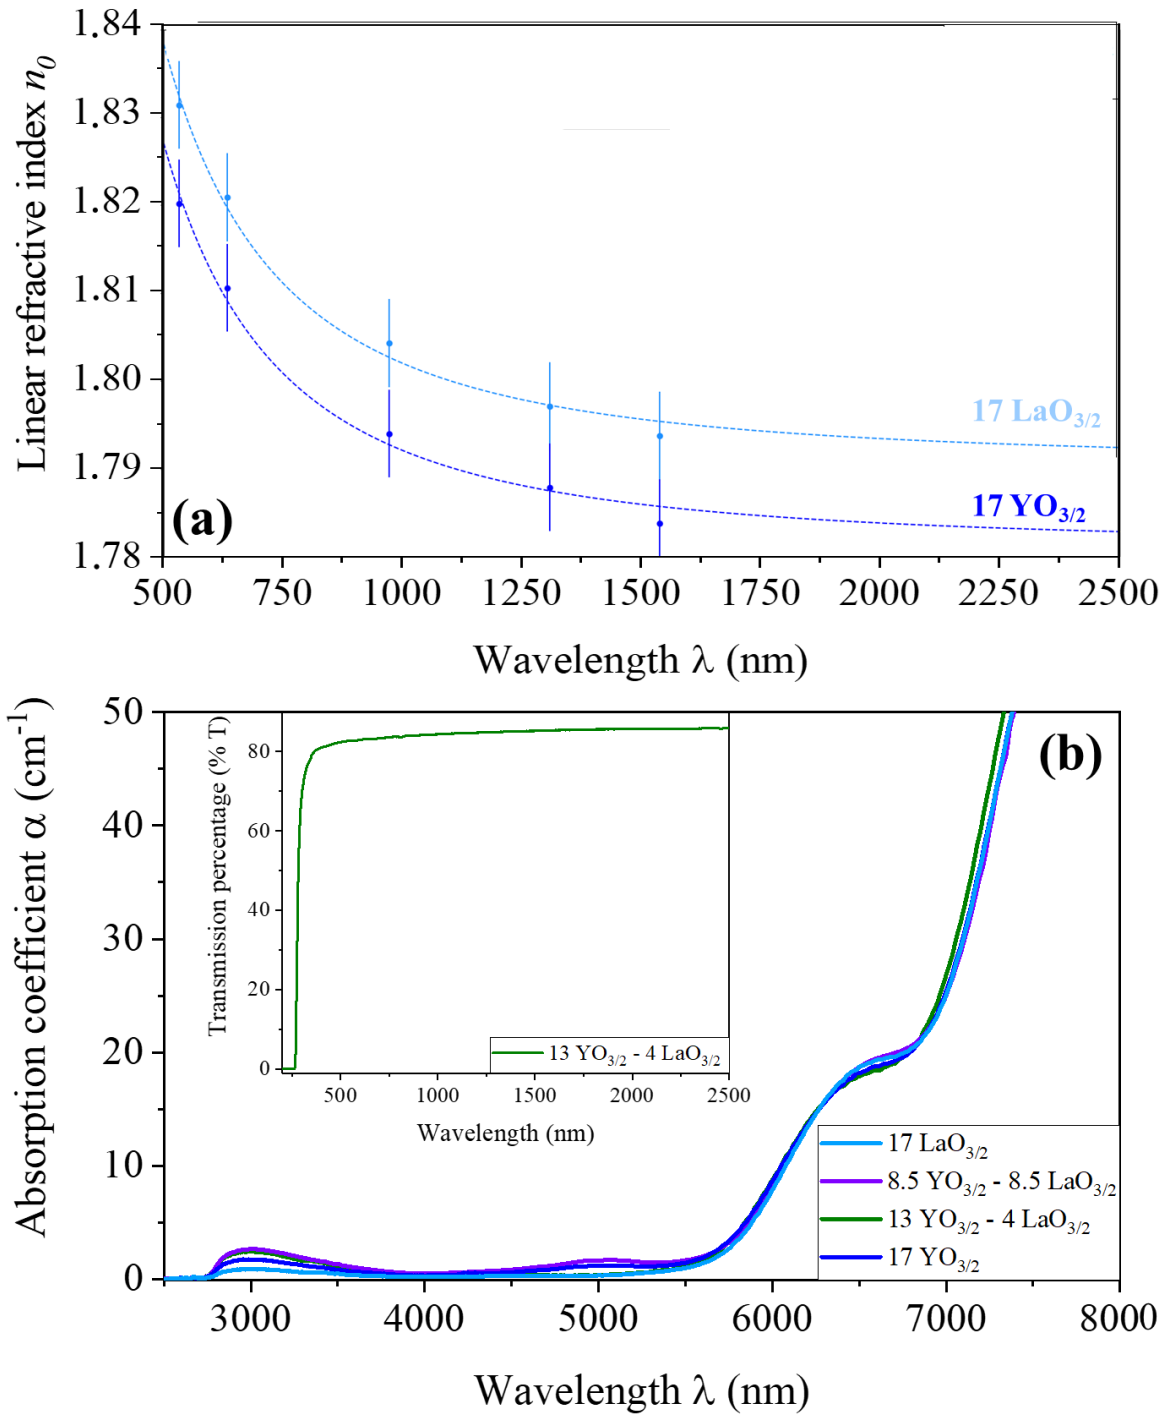 Linear refractive index n₀
1.84
1.83
1.82
1.81
1.80
1.79
1.78
17 LaO₃/₂
17 YO₃/₂
(a)
500 750 1000 1250 1500 1750 2000 2250 2500
Wavelength λ (nm)
Absorption coefficient α (cm⁻¹)
50
40
30
20
10
0
(b)
Transmission percentage (% T)
80
60
40
20
0
13 YO₃/₂ - 4 LaO₃/₂
500 1000 1500 2000 2500
Wavelength (nm)
17 LaO₃/₂
8.5 YO₃/₂ - 8.5 LaO₃/₂
13 YO₃/₂ - 4 LaO₃/₂
17 YO₃/₂
3000 4000 5000 6000 7000 8000
Wavelength λ (nm)